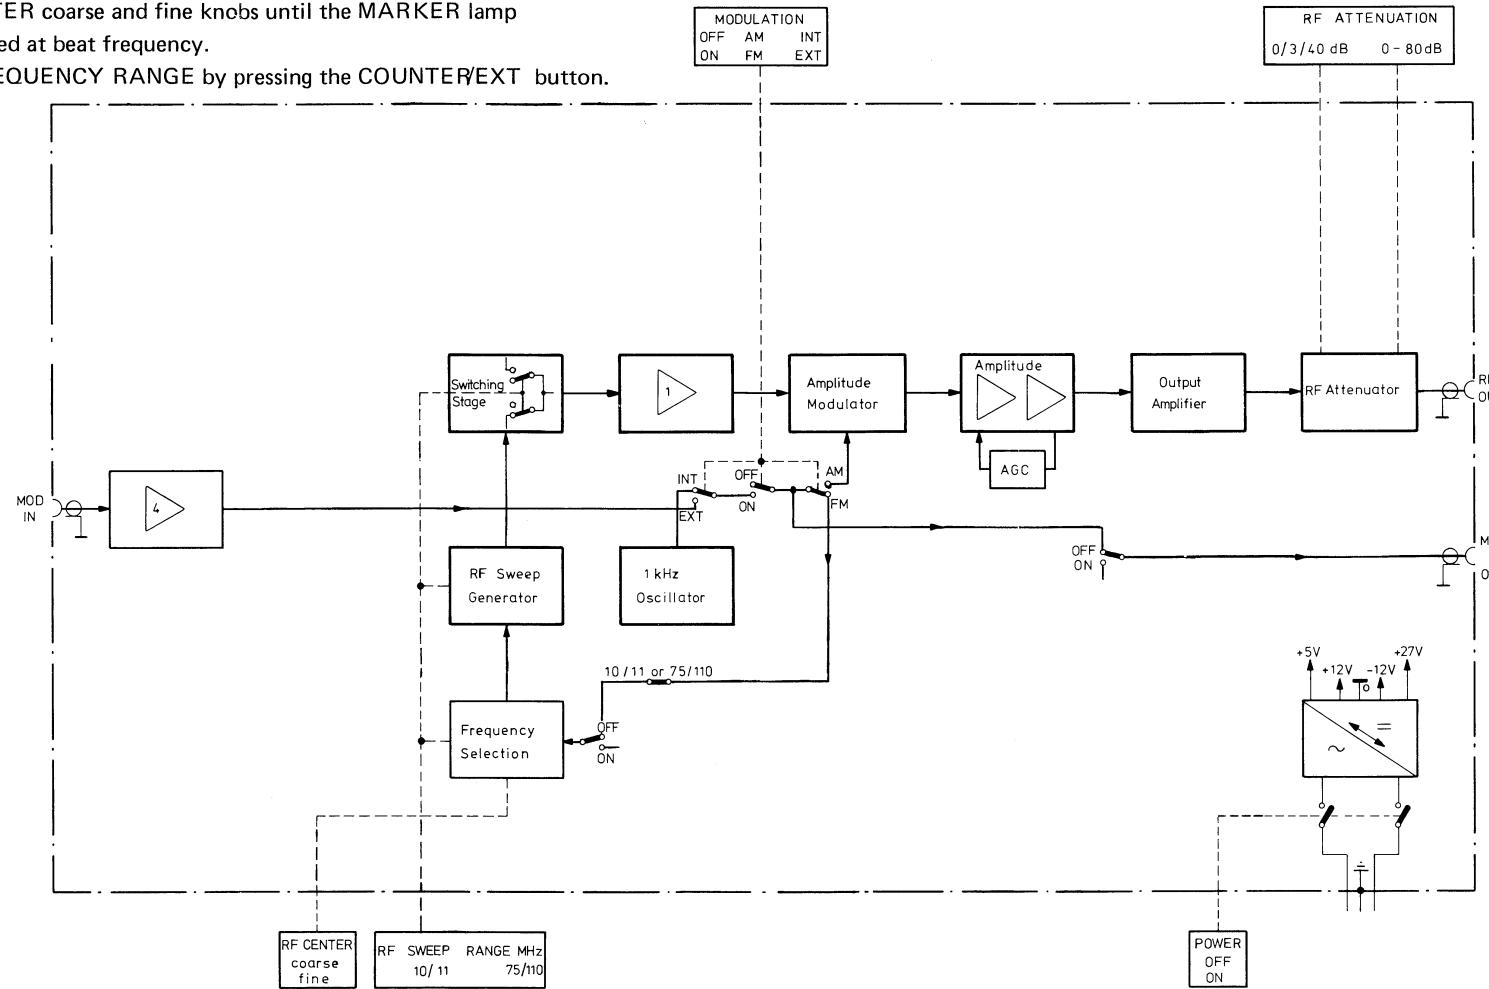 TER coarse and fine knobs until the MARKER lamp
ed at beat frequency.
EQUENCY RANGE by pressing the COUNTER/EXT button.
MODULATION
OFF AM INT
ON FM EXT
RF ATTENUATION
0/3/40 dB 0-80dB
Switching
Stage
1
Amplitude
Modulator
Amplitude
Output
Amplifier
RF Attenuator
AGC
MOD
IN
4
INT
EXT
OFF
ON
AM
FM
OFF
ON
RF Sweep
Generator
1 kHz
Oscillator
10/11 or 75/110
Frequency
Selection
OFF
ON
+5V
+12V
0
-12V
+27V
~
=
RF CENTER
coarse
fine
RF SWEEP RANGE MHz
10/11 75/110
POWER
OFF
ON